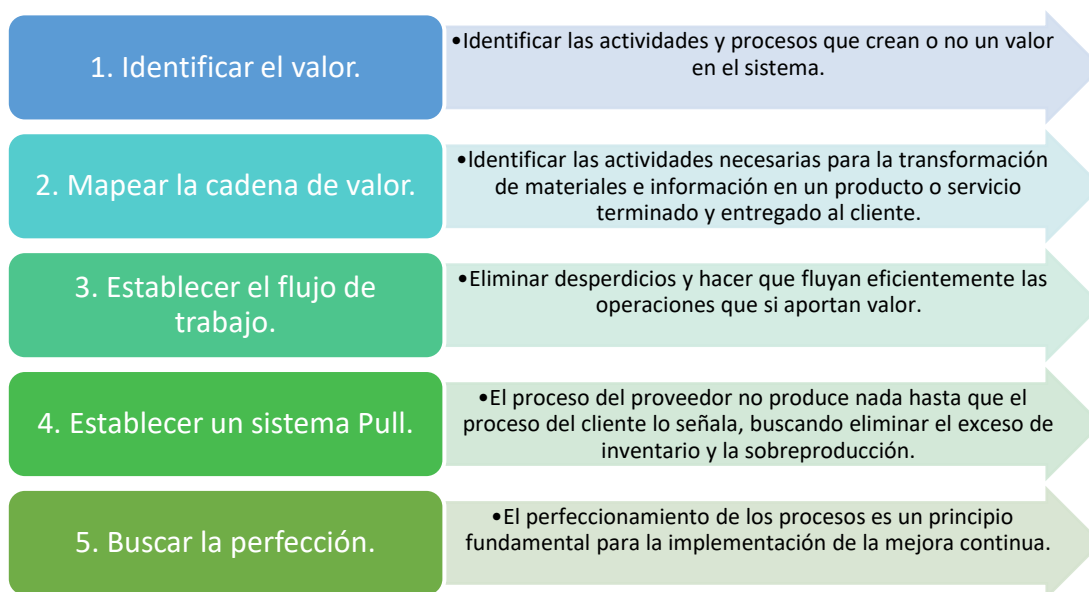 1. Identificar el valor.
•Identificar las actividades y procesos que crean o no un valor
en el sistema.
2. Mapear la cadena de valor.
•Identificar las actividades necesarias para la transformación
de materiales e información en un producto o servicio
terminado y entregado al cliente.
3. Establecer el flujo de
trabajo.
•Eliminar desperdicios y hacer que fluyan eficientemente las
operaciones que si aportan valor.
4. Establecer un sistema Pull.
•El proceso del proveedor no produce nada hasta que el
proceso del cliente lo señala, buscando eliminar el exceso de
inventario y la sobreproducción.
5. Buscar la perfección.
•El perfeccionamiento de los procesos es un principio
fundamental para la implementación de la mejora continua.